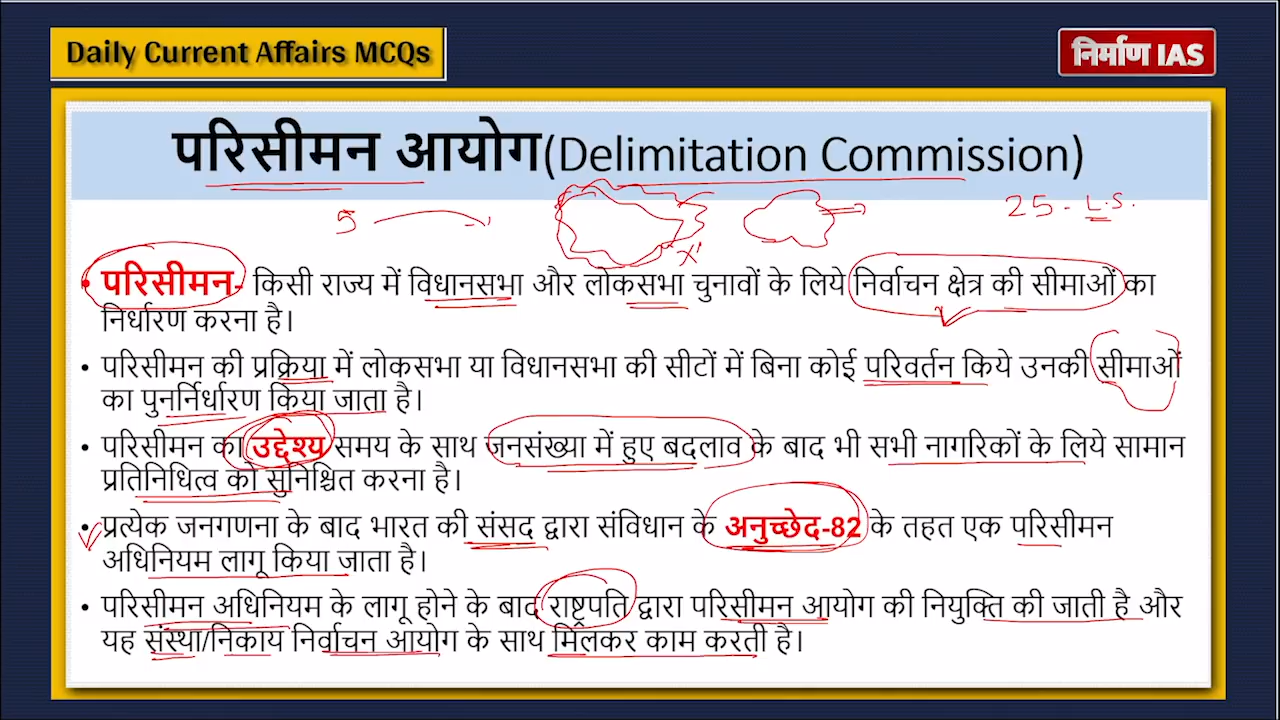 Daily Current Affairs MCQs
निर्माण IAS
परिसीमन आयोग(Delimitation Commission)
25 - L.S.
• परिसीमन- किसी राज्य में विधानसभा और लोकसभा चुनावों के लिये निर्वाचन क्षेत्र की सीमाओं का
निर्धारण करना है।
• परिसीमन की प्रक्रिया में लोकसभा या विधानसभा की सीटों में बिना कोई परिवर्तन किये उनकी सीमाओं
का पुनर्निर्धारण किया जाता है।
• परिसीमन का उद्देश्य समय के साथ जनसंख्या में हुए बदलाव के बाद भी सभी नागरिकों के लिये सामान
प्रतिनिधित्व को सुनिश्चित करना है।
• प्रत्येक जनगणना के बाद भारत की संसद द्वारा संविधान के अनुच्छेद-82 के तहत एक परिसीमन
अधिनियम लागू किया जाता है।
• परिसीमन अधिनियम के लागू होने के बाद राष्ट्रपति द्वारा परिसीमन आयोग की नियुक्ति की जाती है और
यह संस्था/निकाय निर्वाचन आयोग के साथ मिलकर काम करती है।